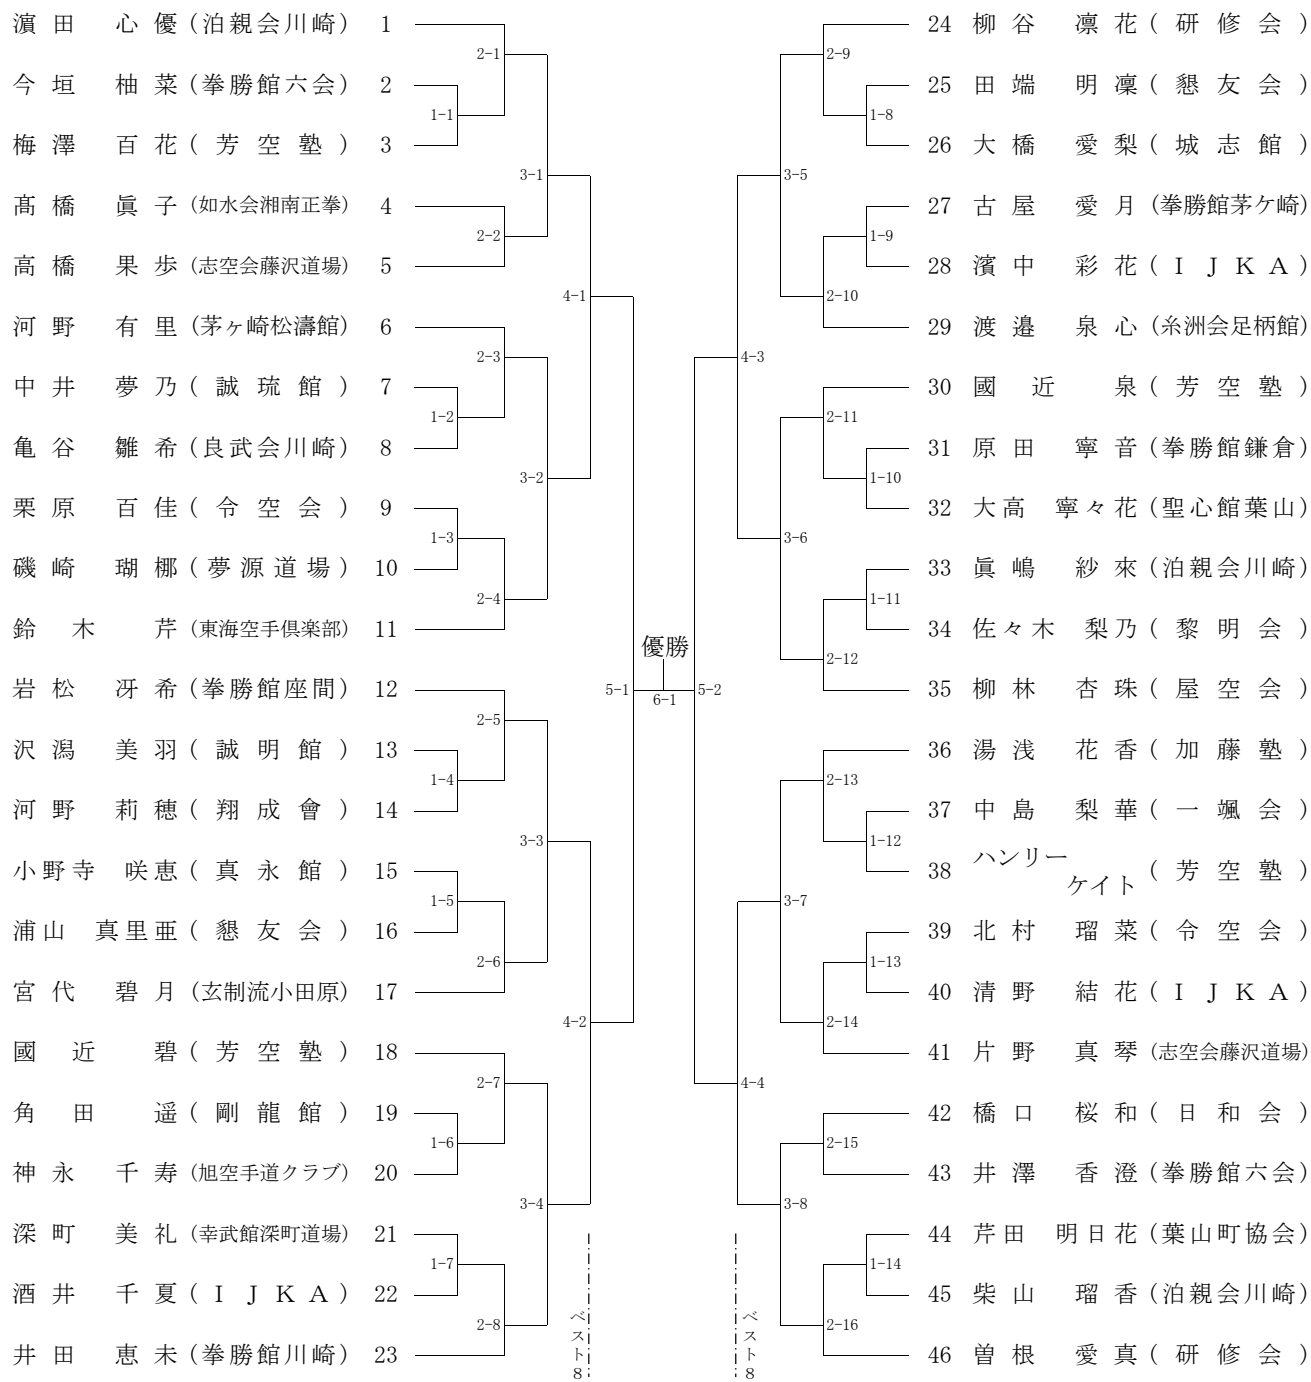 濵田 心優(泊親会川崎) 1
今垣 柚菜(拳勝館六会) 2
梅澤 百花(芳空塾) 3
髙橋 眞子(如水会湘南正拳) 4
高橋 果歩(志空会藤沢道場) 5
河野 有里(茅ヶ崎松濤館) 6
中井 夢乃(誠琉館) 7
亀谷 雛希(良武会川崎) 8
栗原 百佳(令空会) 9
磯崎 瑚梛(夢源道場) 10
鈴木 芹(東海空手倶楽部) 11
岩松 冴希(拳勝館座間) 12
沢潟 美羽(誠明館) 13
河野 莉穂(翔成會) 14
小野寺 咲恵(真永館) 15
浦山 真里亜(懇友会) 16
宮代 碧月(玄制流小田原) 17
國近 碧(芳空塾) 18
角田 遥(剛龍館) 19
神永 千寿(旭空手道クラブ) 20
深町 美礼(幸武館深町道場) 21
酒井 千夏(IJKA) 22
井田 恵未(拳勝館川崎) 23
1-1
1-2
1-3
1-4
1-5
1-6
1-7
2-1
2-2
2-3
2-4
2-5
2-6
2-7
2-8
3-1
3-2
3-3
3-4
4-1
4-2
ベスト8
5-1
優勝
6-1
5-2
4-3
4-4
ベスト8
3-5
3-6
3-7
3-8
2-9
2-10
2-11
2-12
2-13
2-14
2-15
2-16
1-8
1-9
1-10
1-11
1-12
1-13
1-14
24 柳谷 凛花(研修会)
25 田端 明凜(懇友会)
26 大橋 愛梨(城志館)
27 古屋 愛月(拳勝館茅ケ崎)
28 濱中 彩花(IJKA)
29 渡邉 泉心(糸洲会足柄館)
30 國近 泉(芳空塾)
31 原田 寧音(拳勝館鎌倉)
32 大高 寧々花(聖心館葉山)
33 眞嶋 紗來(泊親会川崎)
34 佐々木 梨乃(黎明会)
35 柳林 杏珠(屋空会)
36 湯浅 花香(加藤塾)
37 中島 梨華(一颯会)
38 ハンリー ケイト(芳空塾)
39 北村 瑠菜(令空会)
40 清野 結花(IJKA)
41 片野 真琴(志空会藤沢道場)
42 橋口 桜和(日和会)
43 井澤 香澄(拳勝館六会)
44 芹田 明日花(葉山町協会)
45 柴山 瑠香(泊親会川崎)
46 曽根 愛真(研修会)